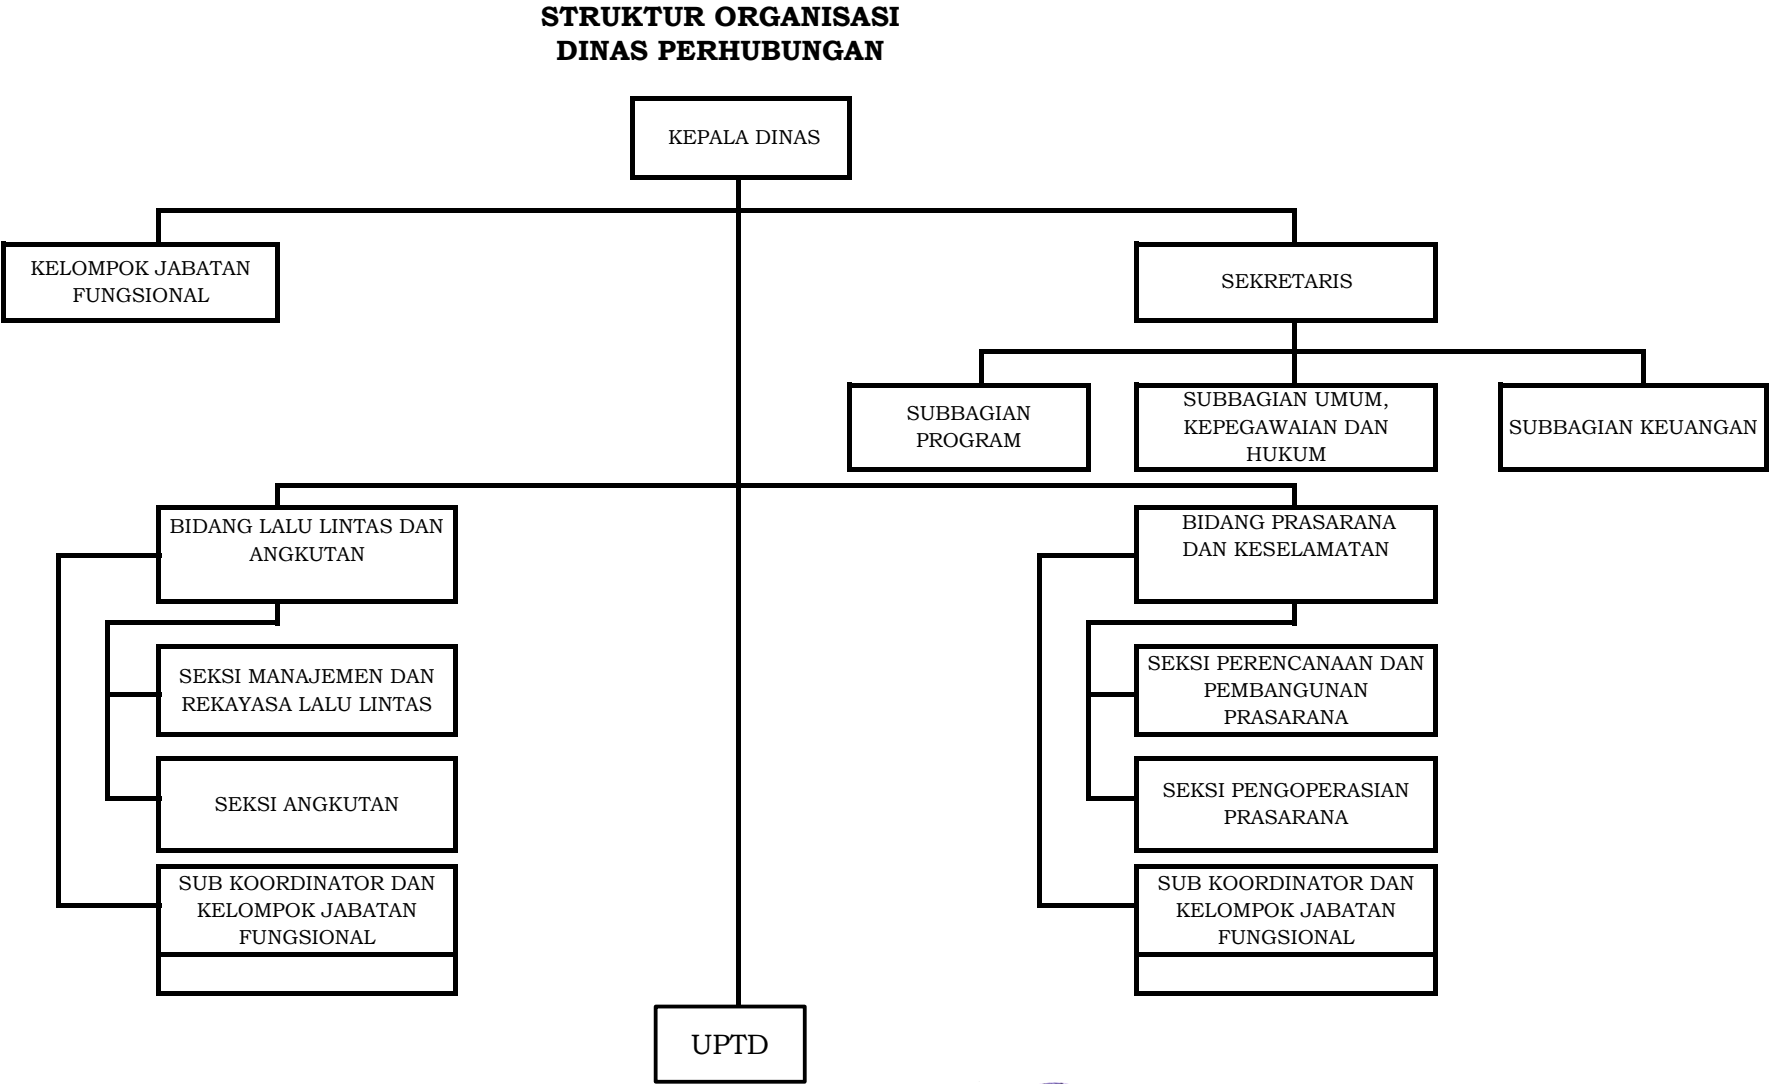 STRUKTUR ORGANISASI
DINAS PERHUBUNGAN
KEPALA DINAS
KELOMPOK JABATAN
FUNGSIONAL
SEKRETARIS
SUBBAGIAN
PROGRAM
SUBBAGIAN UMUM,
KEPEGAWAIAN DAN
HUKUM
SUBBAGIAN KEUANGAN
BIDANG LALU LINTAS DAN
ANGKUTAN
BIDANG PRASARANA
DAN KESELAMATAN
SEKSI MANAJEMEN DAN
REKAYASA LALU LINTAS
SEKSI PERENCANAAN DAN
PEMBANGUNAN
PRASARANA
SEKSI ANGKUTAN
SEKSI PENGOPERASIAN
PRASARANA
SUB KOORDINATOR DAN
KELOMPOK JABATAN
FUNGSIONAL
SUB KOORDINATOR DAN
KELOMPOK JABATAN
FUNGSIONAL
UPTD